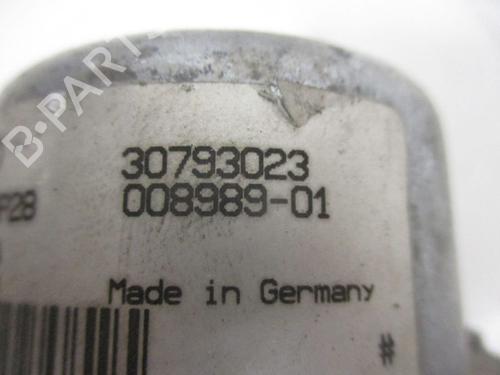 B-PARTS
30793023
P28 008989-01
Made in Germany
#